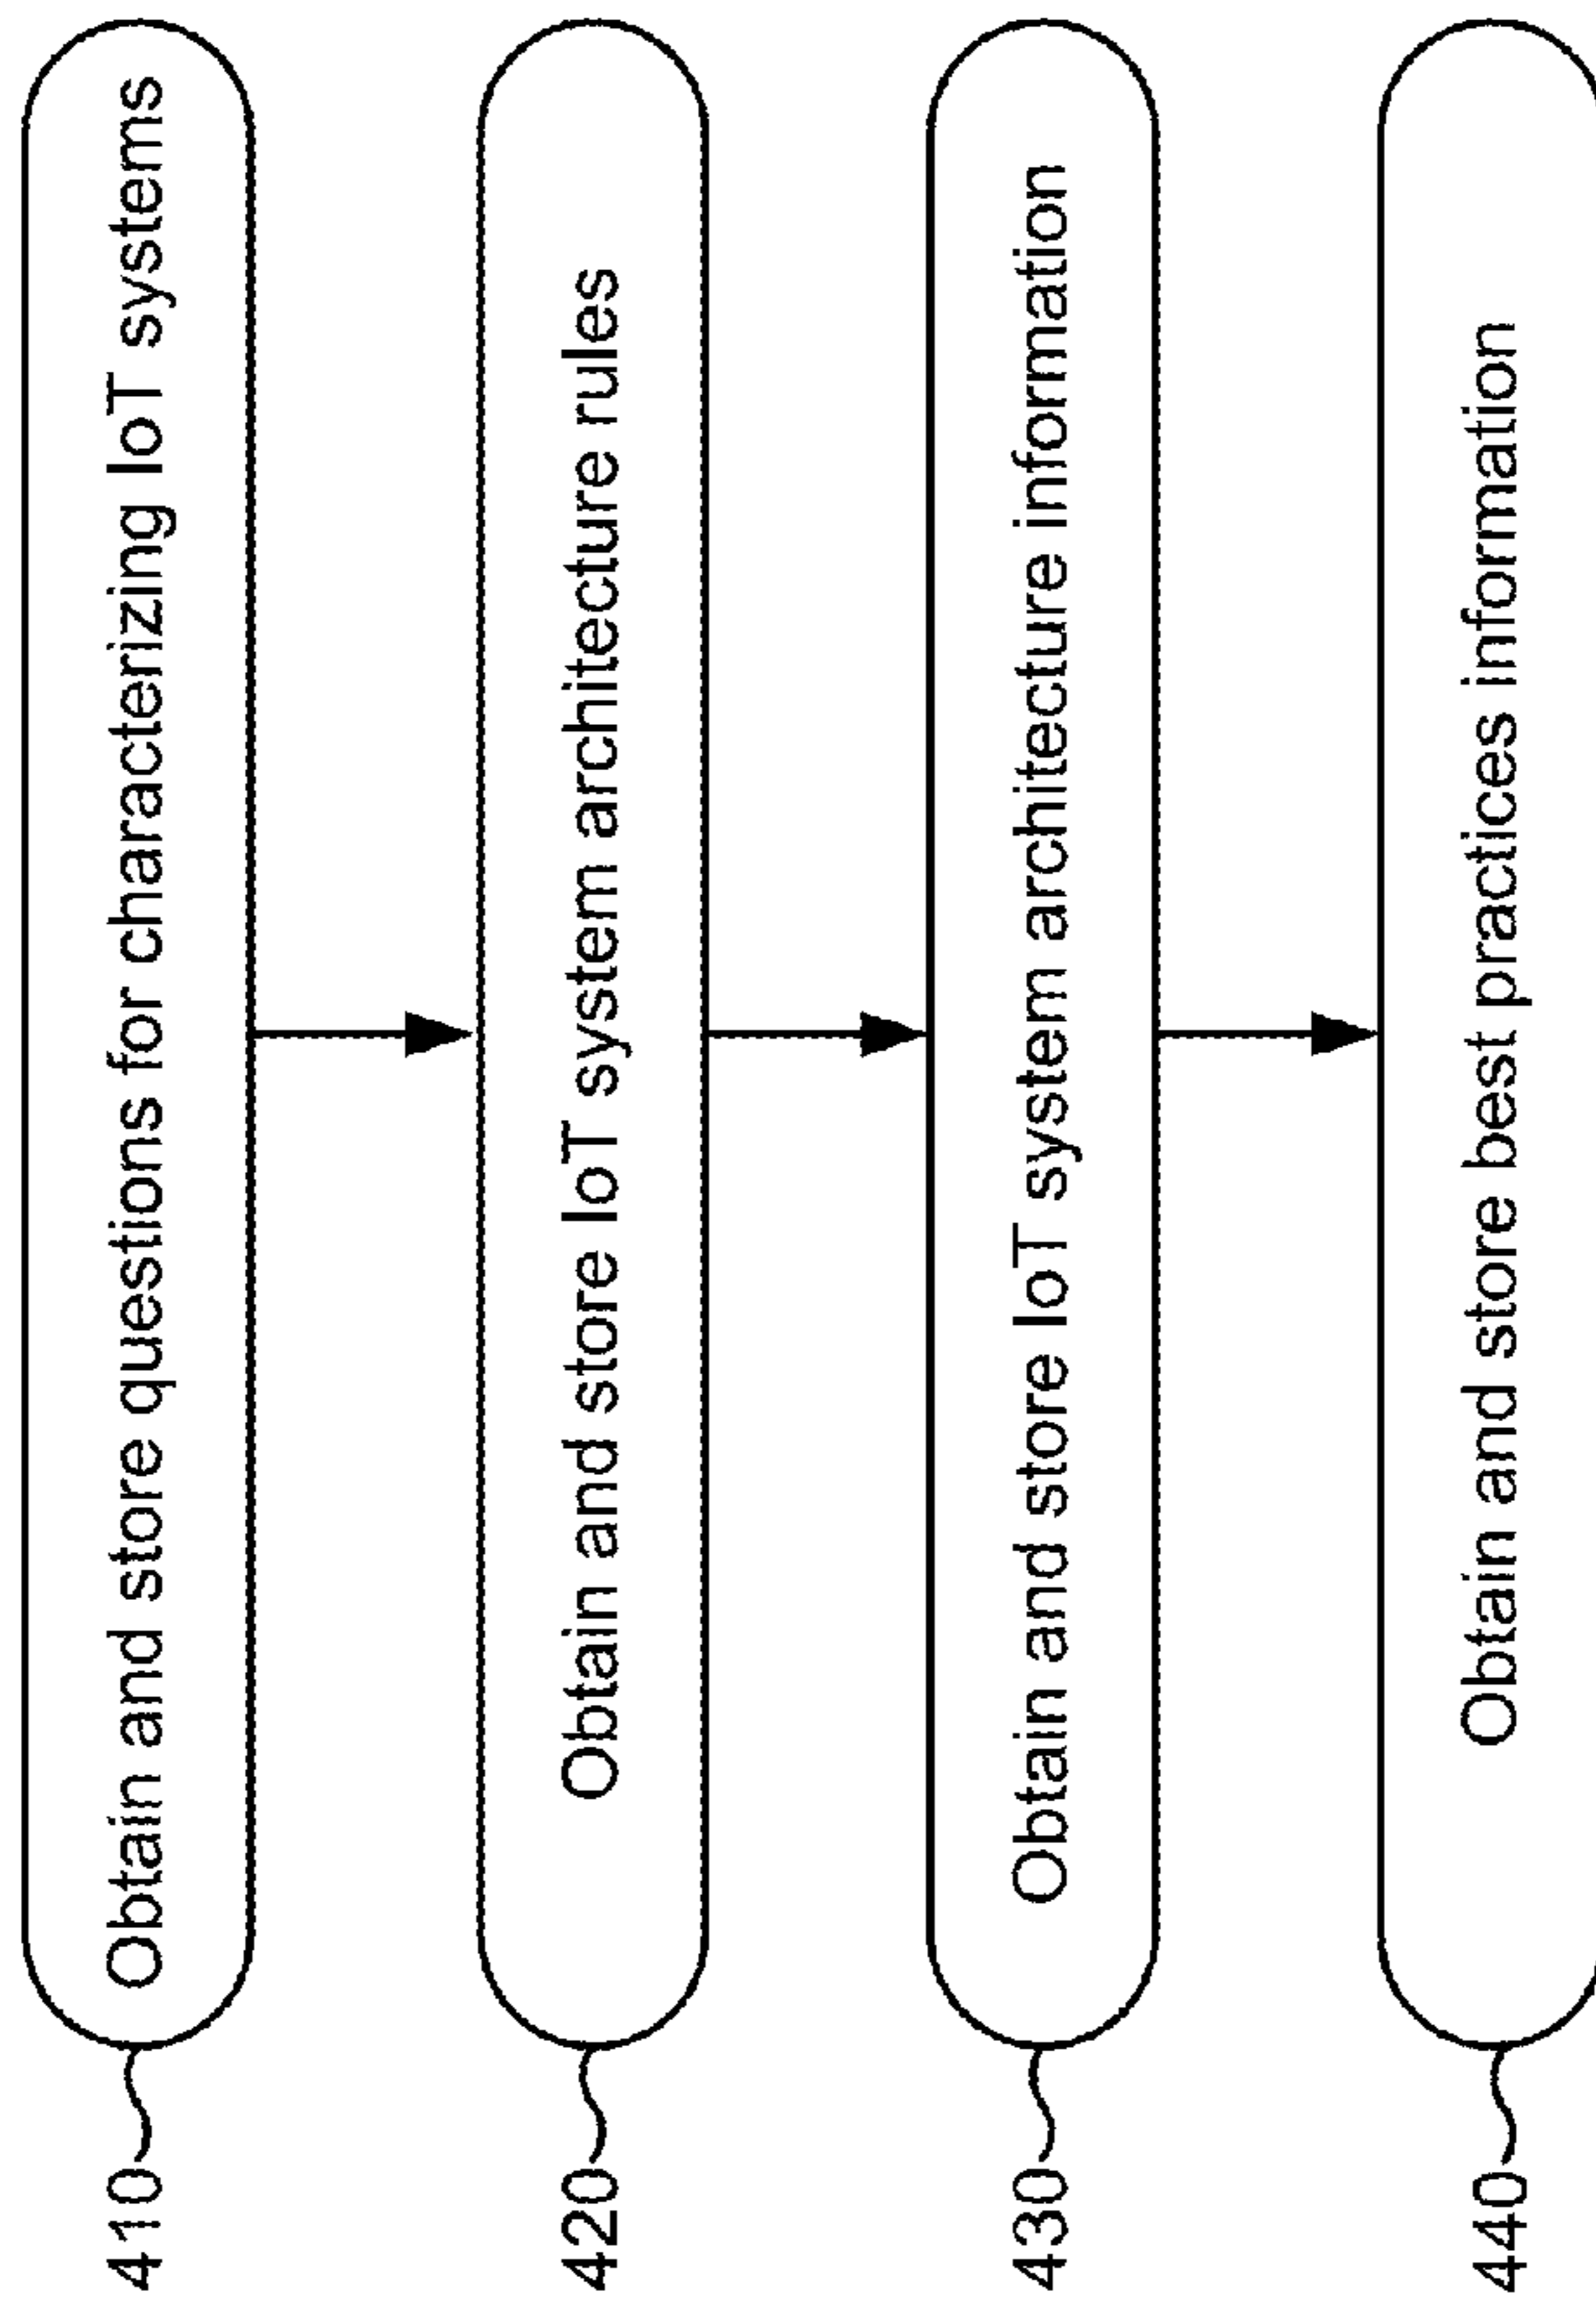 410 Obtain and store questions for characterizing IoT systems
420 Obtain and store IoT system architecture rules
430 Obtain and store IoT system architecture information
440 Obtain and store best practices information